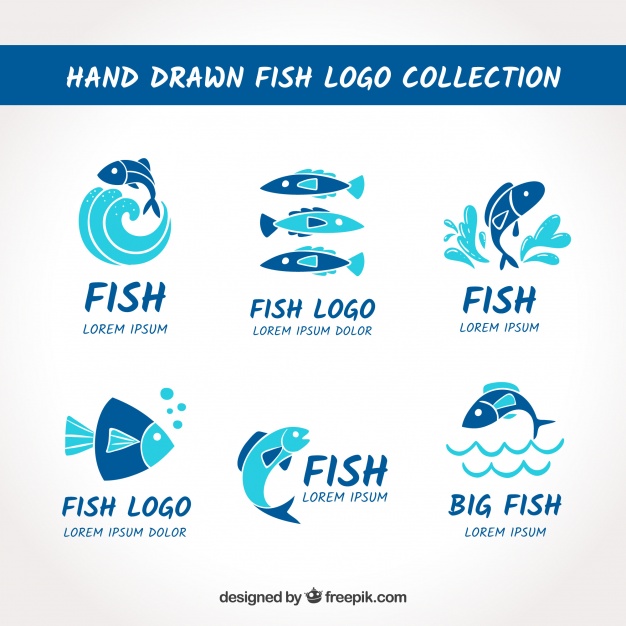 HAND DRAWN FISH LOGO COLLECTION
FISH
LOREM IPSUM
FISH LOGO
LOREM IPSUM DOLOR
FISH
LOREM IPSUM
FISH LOGO
LOREM IPSUM DOLOR
FISH
LOREM IPSUM
BIG FISH
LOREM IPSUM
designed by freepik.com